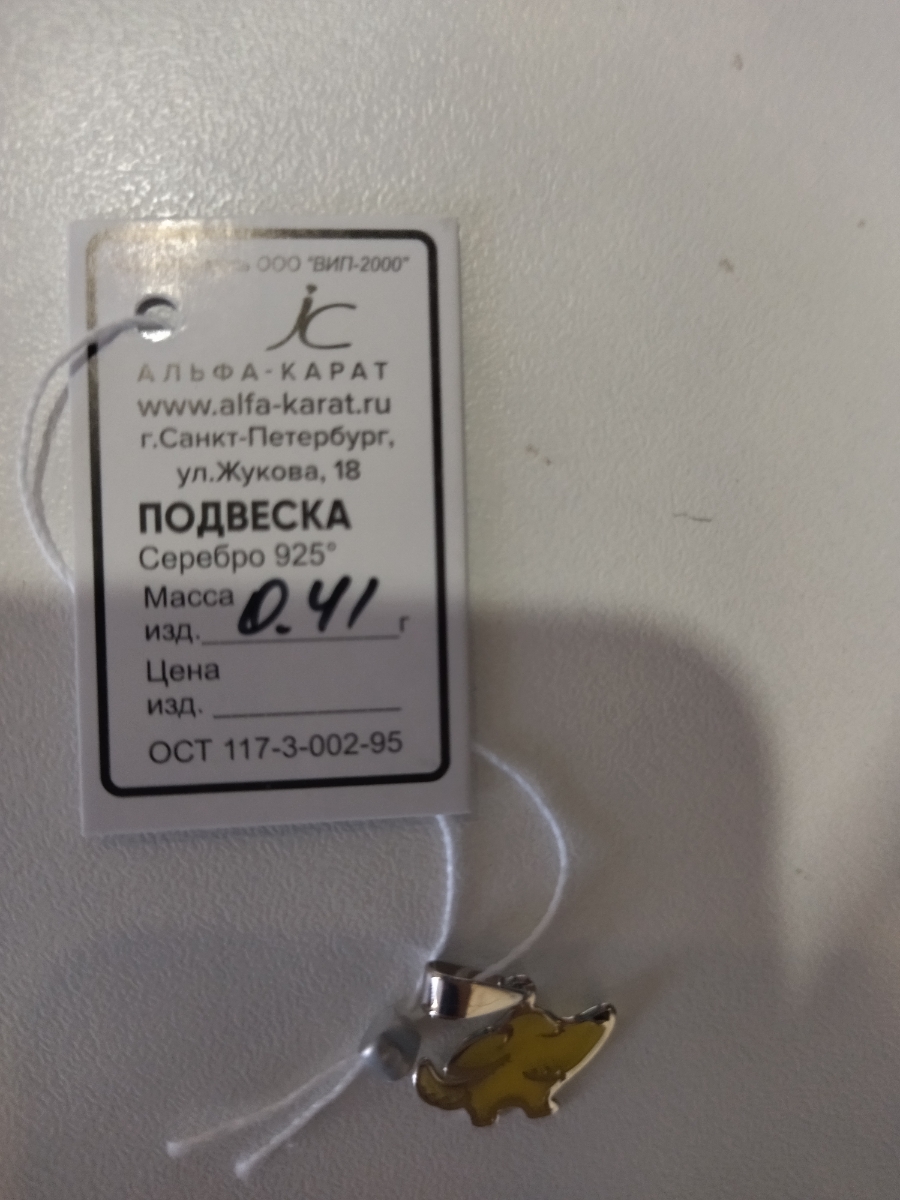 ООО "ВИП-2000"
АЛЬФА-КАРАТ
www.alfa-karat.ru
г.Санкт-Петербург,
ул.Жукова, 18
ПОДВЕСКА
Серебро 925°
Масса
изд. 0.41 г
Цена
изд.
ОСТ 117-3-002-95